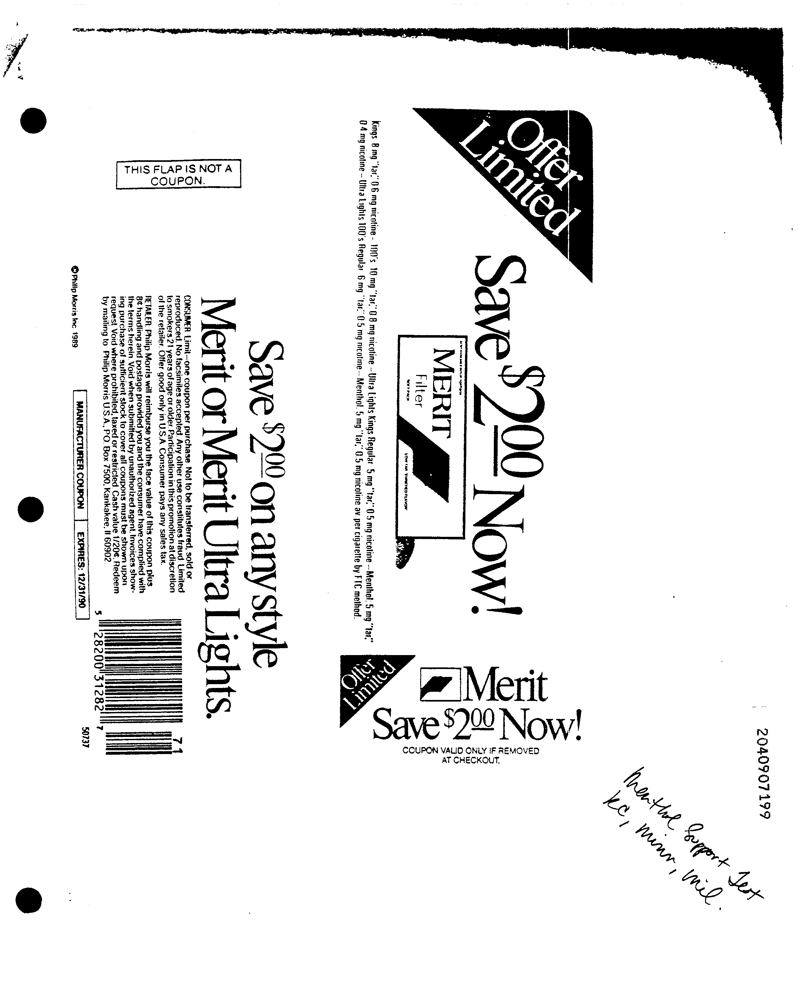 Offer
Limited
Save $2.00 Now!
MERIT
Filter
Kings 8 mg "tar," 0.6 mg nicotine - 100's 10 mg "tar," 0.8 mg nicotine - Ultra Lights Kings Regular 5 mg "tar," 0.5 mg nicotine - Menthol 5 mg "tar,"
0.4 mg nicotine - Ultra Lights 100's Regular 6 mg "tar," 0.5 mg nicotine - Menthol 5 mg "tar," 0.5 mg nicotine av per cigarette by FTC method.
Offer
Limited
Merit
Save $2.00 Now!
COUPON VALID ONLY IF REMOVED
AT CHECKOUT.
THIS FLAP IS NOT A
COUPON.
Save $2.00 on any style
Merit or Merit Ultra Lights.
CONSUMER Limit—one coupon per purchase. Not to be transferred, sold or
reproduced. No facsimiles accepted. Any other use constitutes fraud. Limited
to smokers 21 years of age or older. Participation in this promotion at discretion
of the retailer. Offer good only in U.S.A. Consumer pays any sales tax.
RETAILER Philip Morris will reimburse you the face value of this coupon plus
8¢ handling and postage provided you and the consumer have complied with
the terms herein. Void when submitted by unauthorized agent. Invoices show-
ing purchase of sufficient stock to cover all coupons must be shown upon
request. Void where prohibited, taxed or restricted. Cash value 1/20¢. Redeem
by mailing to Philip Morris U.S.A., P.O. Box 7500, Kankakee, Il 60902
MANUFACTURER COUPON EXPIRES: 12/31/90
© Philip Morris Inc. 1989
5 28200 31282 7
71
50737
2040907199
Menthol Support Test
KC, Minn, Mil.